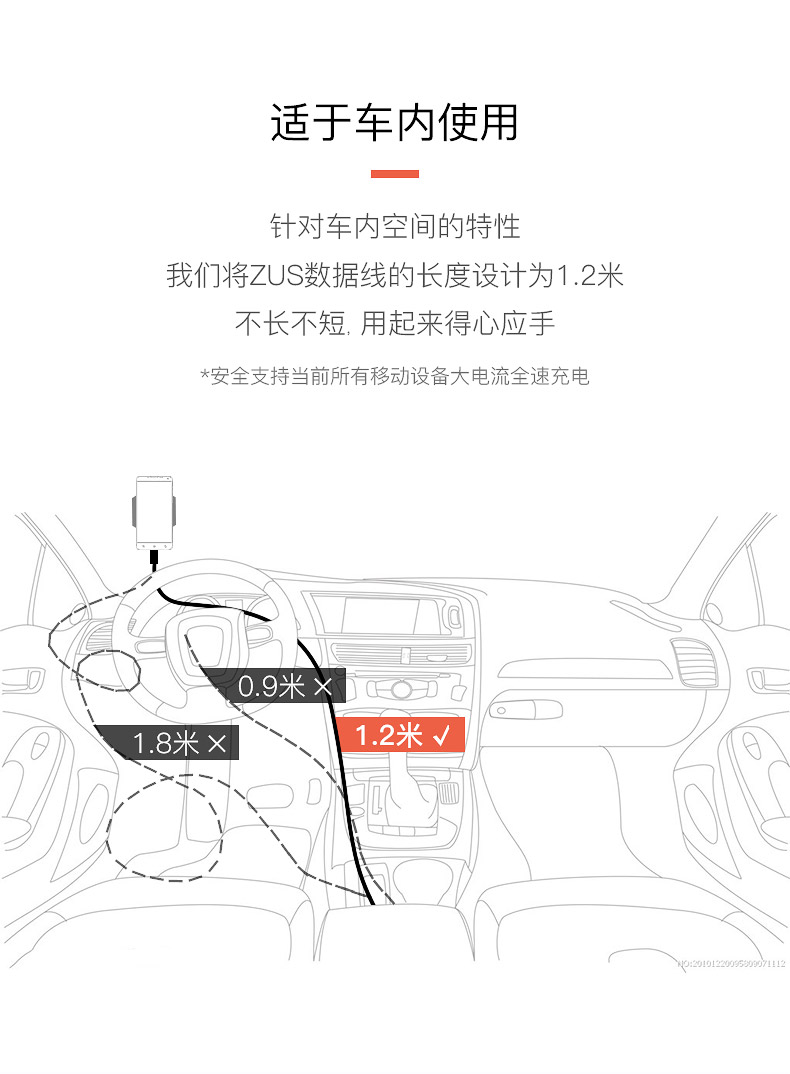 适于车内使用
针对车内空间的特性
我们将ZUS数据线的长度设计为1.2米
不长不短, 用起来得心应手
*安全支持当前所有移动设备大电流全速充电
0.9米 ×
1.2米 ✓
1.8米 ×
NO:20101220095809071112